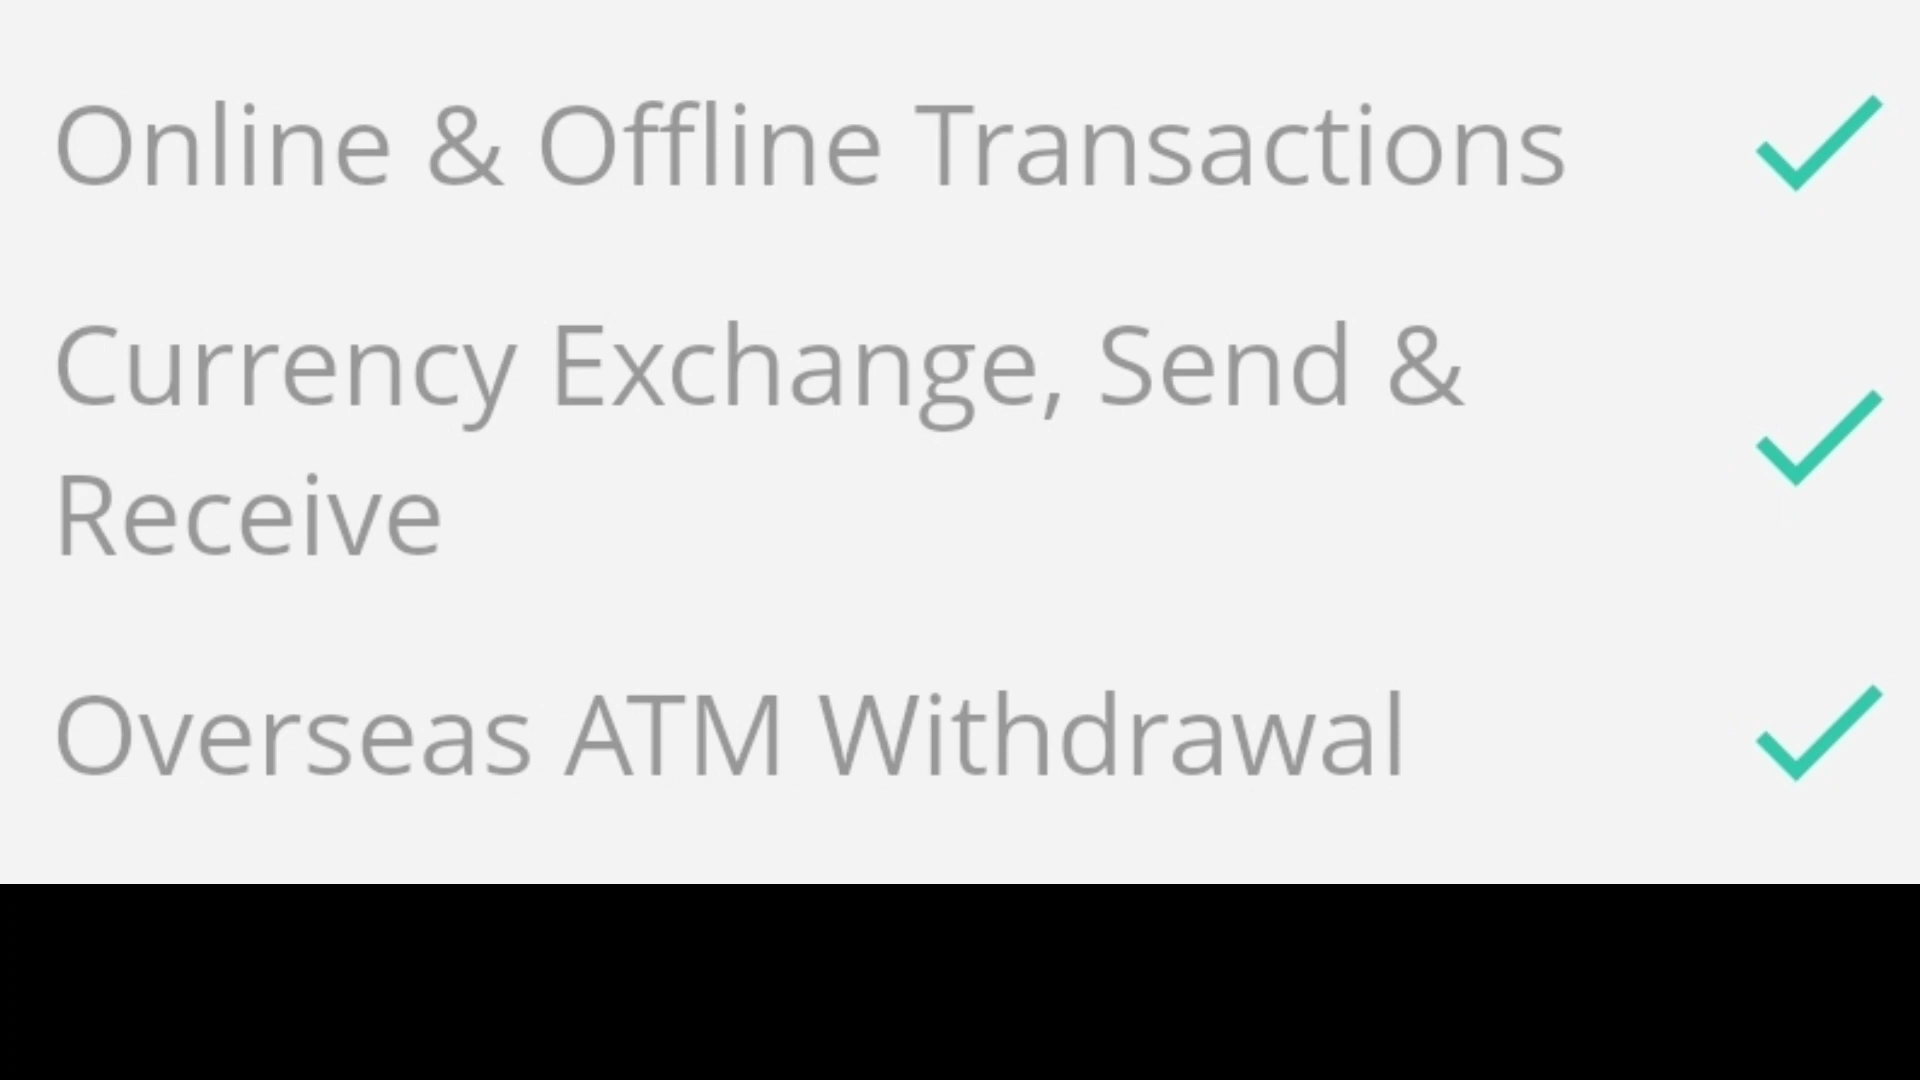 Online & Offline Transactions
Currency Exchange, Send &
Receive
Overseas ATM Withdrawal